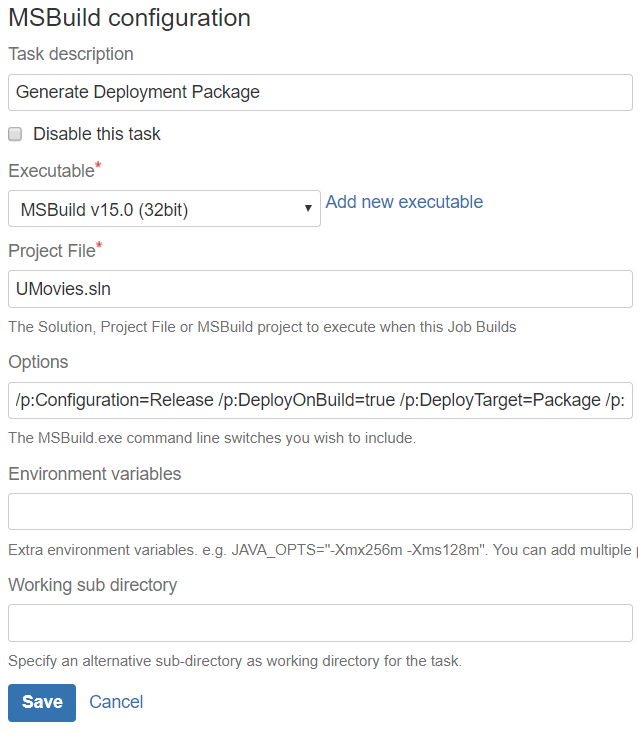 MSBuild configuration
Task description
Generate Deployment Package
Disable this task
Executable*
MSBuild v15.0 (32bit)
Add new executable
Project File*
UMovies.sln
The Solution, Project File or MSBuild project to execute when this Job Builds
Options
/p:Configuration=Release /p:DeployOnBuild=true /p:DeployTarget=Package /p:
The MSBuild.exe command line switches you wish to include.
Environment variables
Extra environment variables. e.g. JAVA_OPTS="-Xmx256m -Xms128m". You can add multiple
Working sub directory
Specify an alternative sub-directory as working directory for the task.
Save Cancel